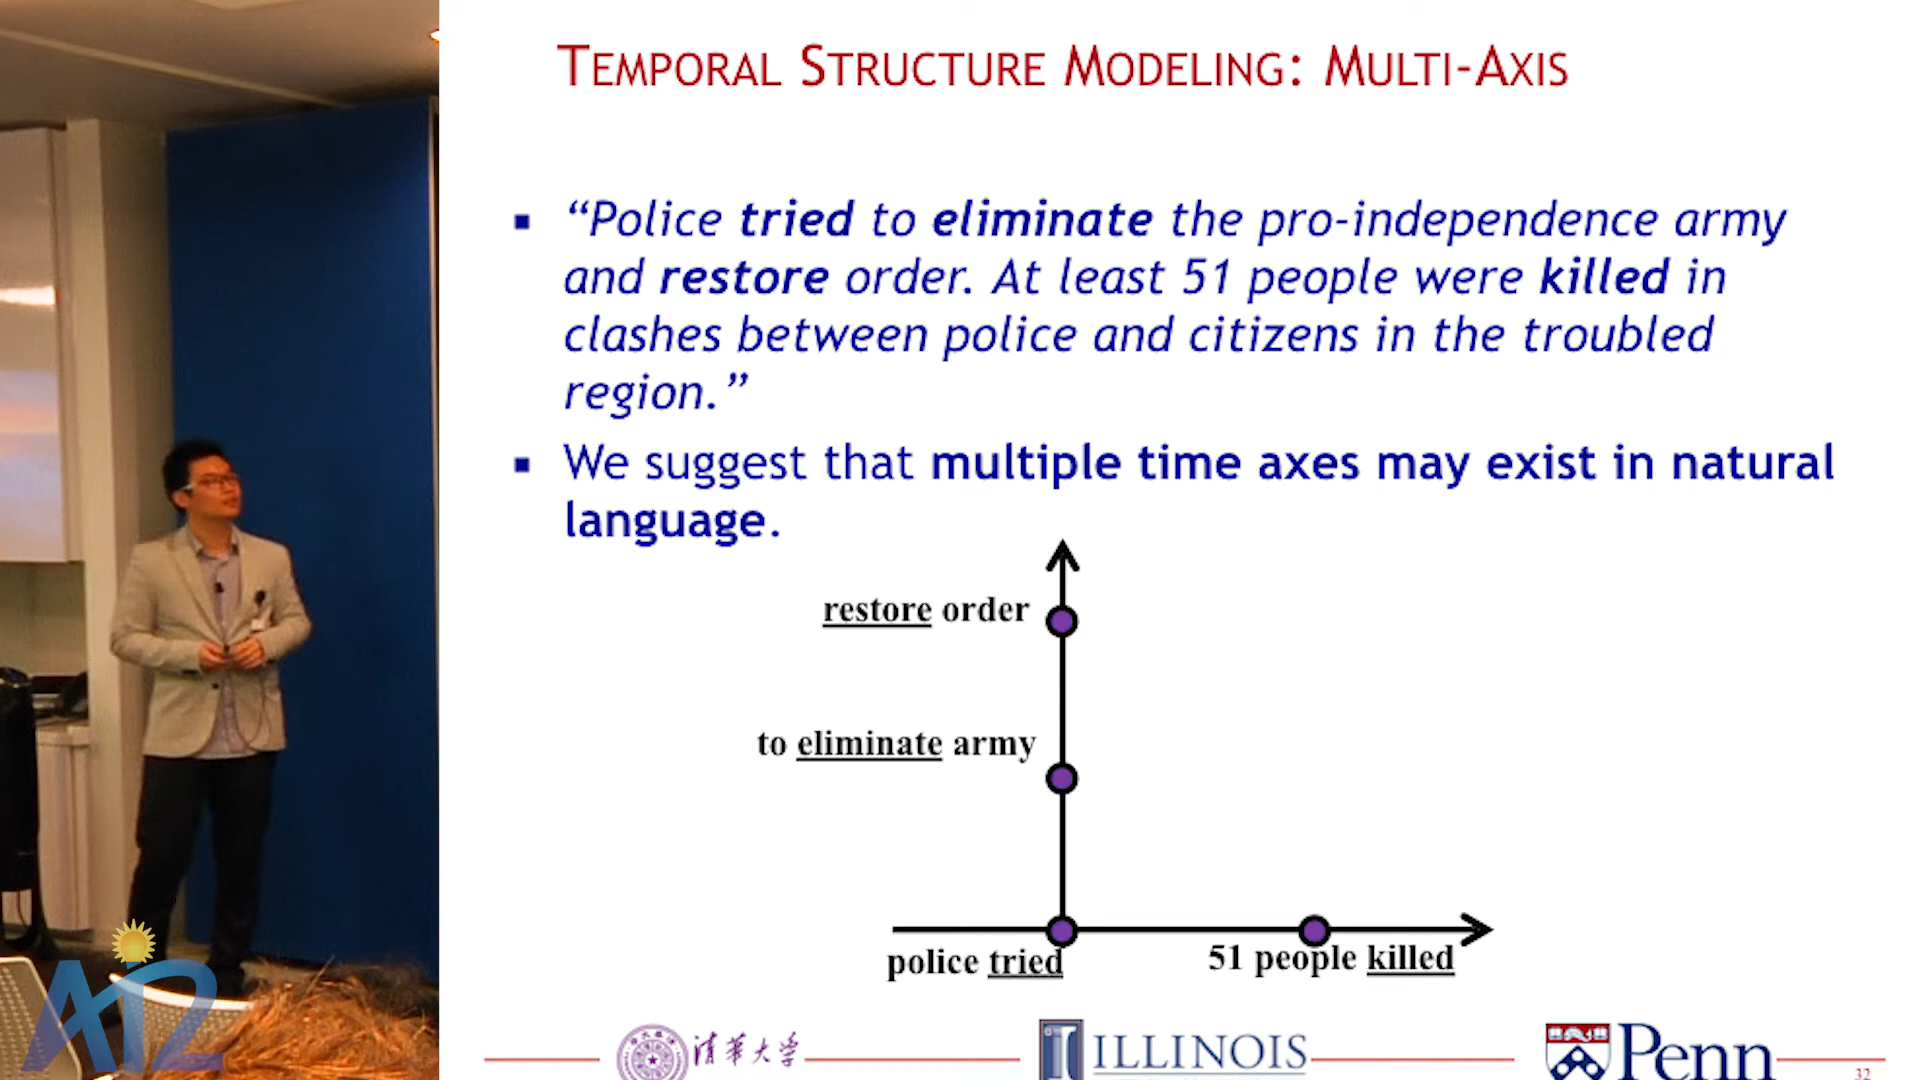 TEMPORAL STRUCTURE MODELING: MULTI-AXIS
▪ “Police tried to eliminate the pro-independence army
and restore order. At least 51 people were killed in
clashes between police and citizens in the troubled
region.”
▪ We suggest that multiple time axes may exist in natural
language.
restore order
to eliminate army
police tried
51 people killed
清华大学
ILLINOIS
Penn
32
AI2